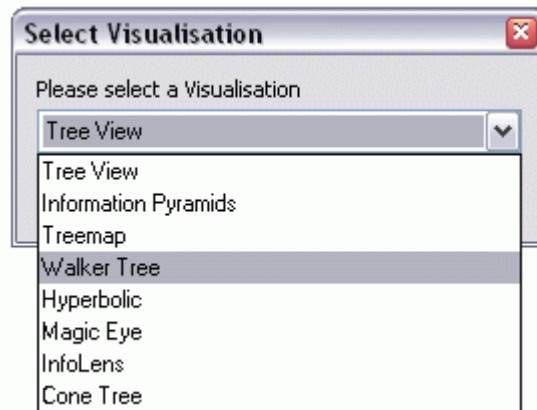 Select Visualisation
Please select a Visualisation
Tree View
Tree View
Information Pyramids
Treemap
Walker Tree
Hyperbolic
Magic Eye
InfoLens
Cone Tree